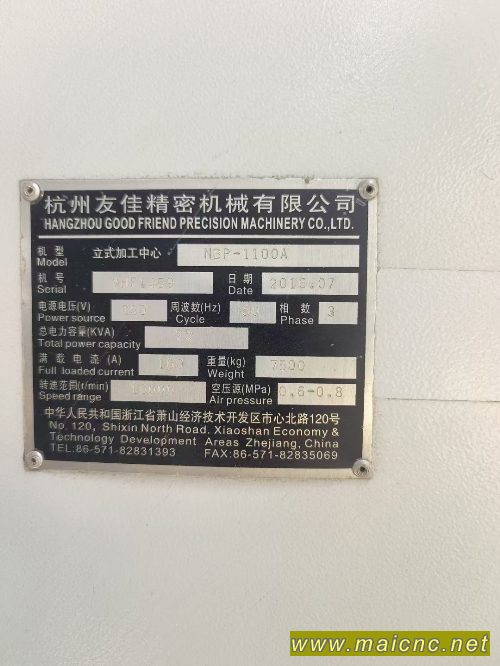 杭州友佳精密机械有限公司
HANGZHOU GOOD FRIEND PRECISION MACHINERY CO.,LTD.
机型 立式加工中心 NBP-1100A
Model
机号 日期 2016.07
Serial Date
电源电压(V) 周波数(Hz) 相数 3
Power source Cycle Phase
总电力容量(KVA)
Total power capacity
满载电流(A) 重量(kg) 7500
Full loaded current Weight
转速范围(r/min) 空压源(MPa) 0.6-0.8
Speed range Air pressure
中华人民共和国浙江省萧山经济技术开发区市心北路120号
No. 120, Shixin North Road, Xiaoshan Economy &
Technology Development Areas Zhejiang, China
TEL:86-571-82831393 FAX:86-571-82835069
www.maicnc.net